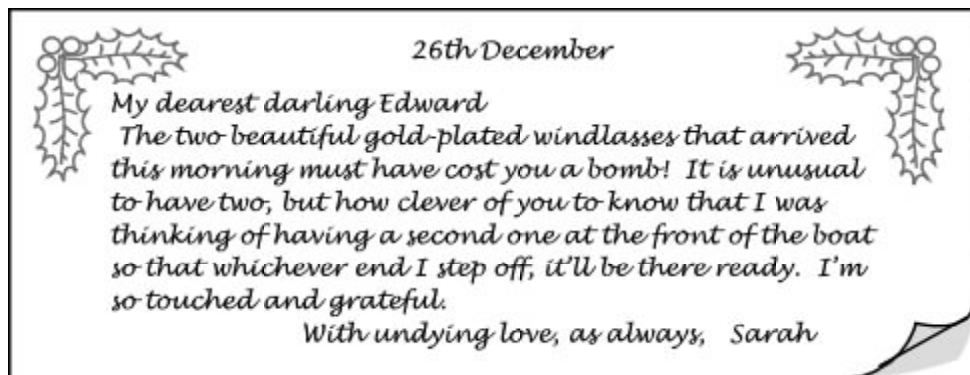 26th December
My dearest darling Edward
The two beautiful gold-plated windlasses that arrived
this morning must have cost you a bomb! It is unusual
to have two, but how clever of you to know that I was
thinking of having a second one at the front of the boat
so that whichever end I step off, it'll be there ready. I'm
so touched and grateful.
With undying love, as always, Sarah